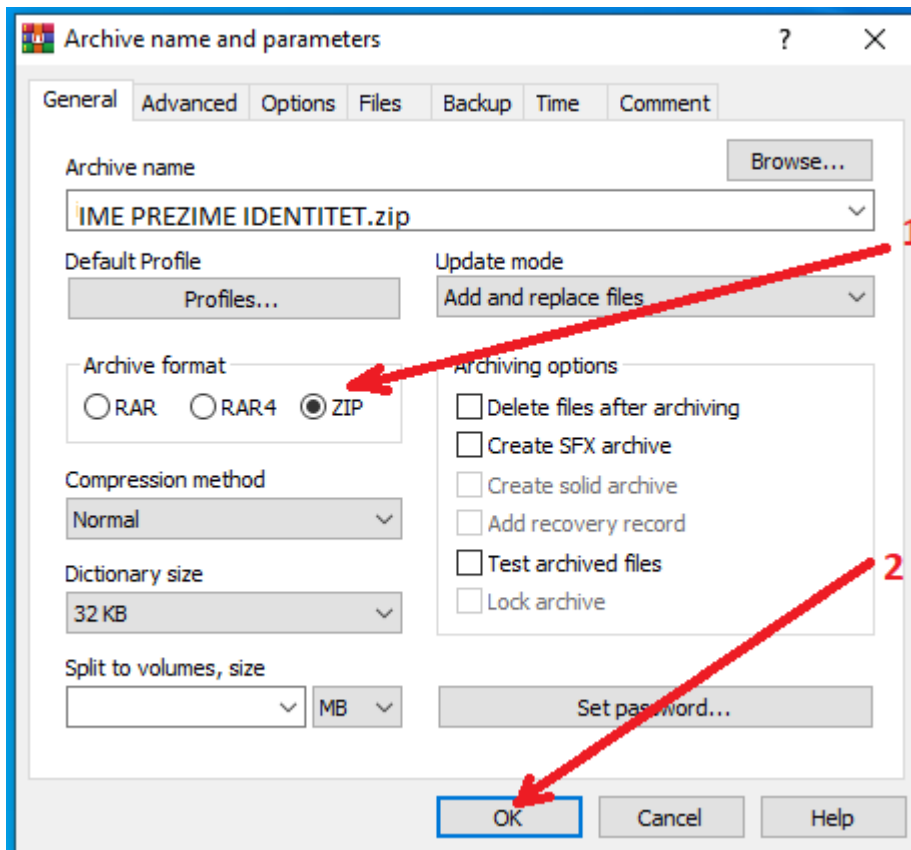 Archive name and parameters ?
General Advanced Options Files Backup Time Comment
Archive name
Browse...
IME PREZIME IDENTITET.zip
1
Default Profile
Profiles...
Update mode
Add and replace files
Archive format
RAR RAR4 ZIP
Archiving options
Delete files after archiving
Create SFX archive
Create solid archive
Add recovery record
Test archived files
Lock archive
2
Compression method
Normal
Dictionary size
32 KB
Split to volumes, size
MB
Set password...
OK Cancel Help